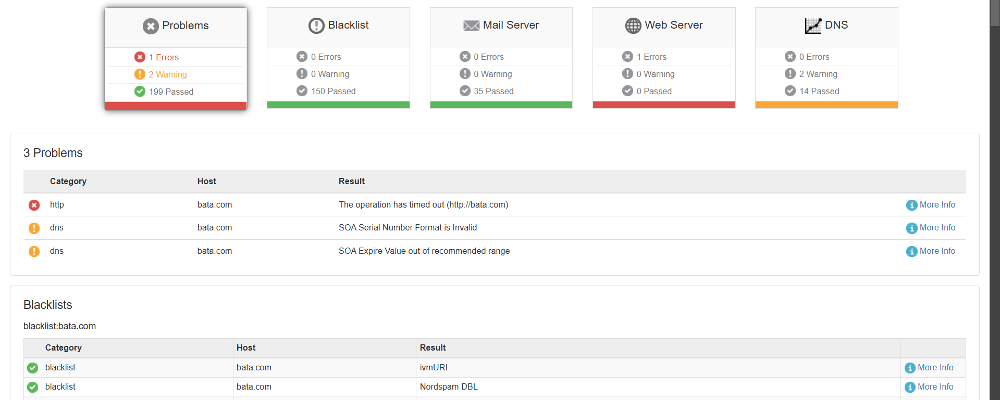 Problems
1 Errors
2 Warning
199 Passed
Blacklist
0 Errors
0 Warning
150 Passed
Mail Server
0 Errors
0 Warning
35 Passed
Web Server
1 Errors
0 Warning
0 Passed
DNS
0 Errors
2 Warning
14 Passed
3 Problems
Category Host Result
http bata.com The operation has timed out (http://bata.com) More Info
dns bata.com SOA Serial Number Format is Invalid More Info
dns bata.com SOA Expire Value out of recommended range More Info
Blacklists
blacklist:bata.com
Category Host Result
blacklist bata.com ivmURI More Info
blacklist bata.com Nordspam DBL More Info